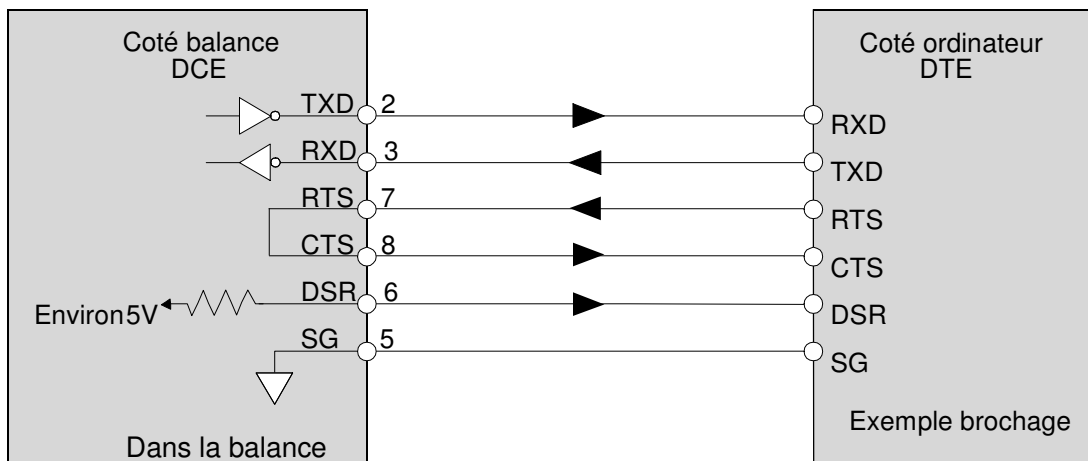 Coté balance
DCE
Coté ordinateur
DTE
TXD 2
RXD
RXD 3
TXD
RTS 7
RTS
CTS 8
CTS
Environ5V
DSR 6
DSR
SG 5
SG
Dans la balance
Exemple brochage